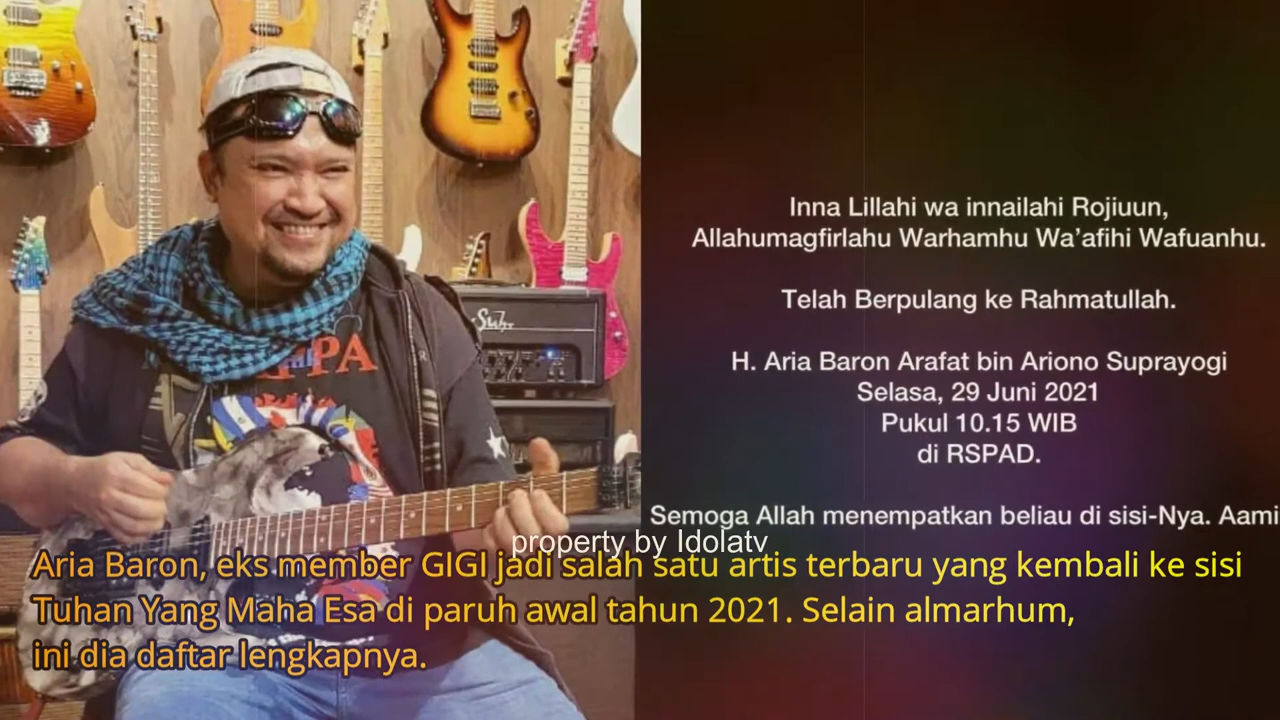 Inna Lillahi wa innailahi Rojiuun,
Allahumagfirlahu Warhamhu Wa'afihi Wafuanhu.
Telah Berpulang ke Rahmatullah.
H. Aria Baron Arafat bin Ariono Suprayogi
Selasa, 29 Juni 2021
Pukul 10.15 WIB
di RSPAD.
Semoga Allah menempatkan beliau di sisi-Nya. Aami
property by Idolatv
Aria Baron, eks member GIGI jadi salah satu artis terbaru yang kembali ke sisi
Tuhan Yang Maha Esa di paruh awal tahun 2021. Selain almarhum,
ini dia daftar lengkapnya.